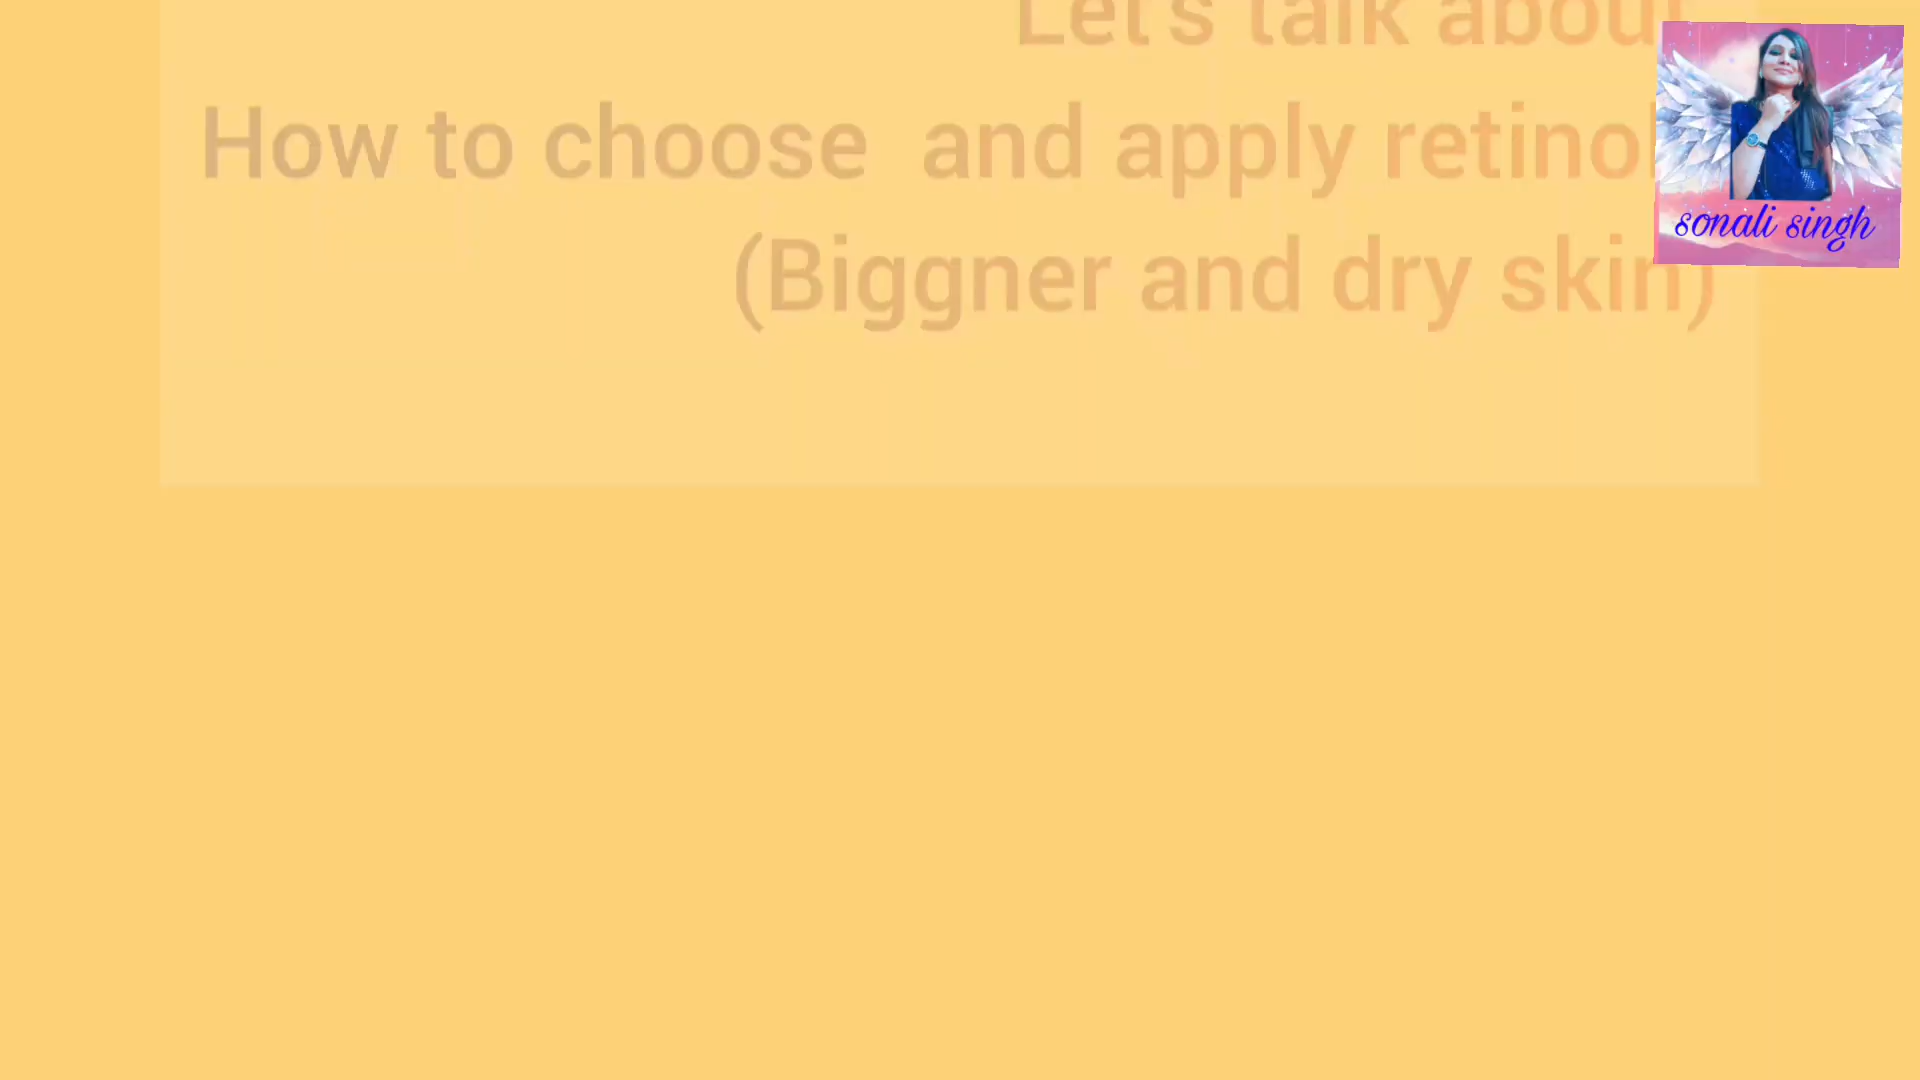 Let's talk about
How to choose and apply retinol
(Biggner and dry skin)
sonali singh